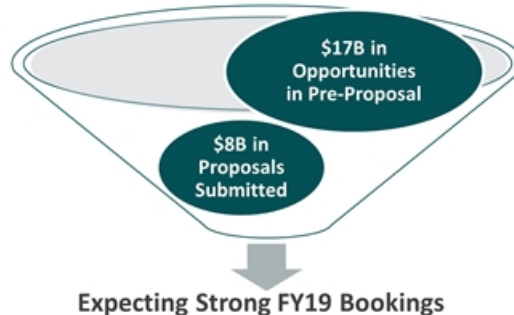 $17B in
Opportunities
in Pre-Proposal
$8B in
Proposals
Submitted
Expecting Strong FY19 Bookings